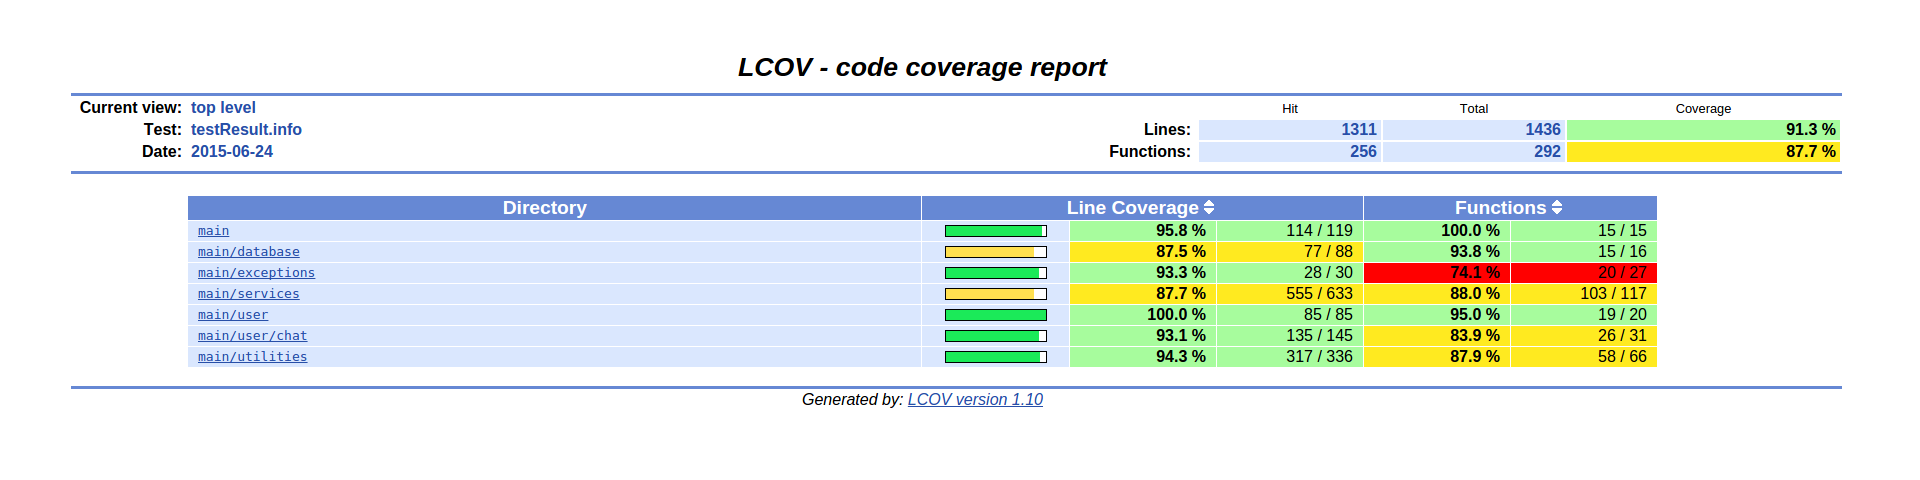 LCOV - code coverage report
Current view: top level
Hit Total Coverage
Test: testResult.info Lines: 1311 1436 91.3 %
Date: 2015-06-24 Functions: 256 292 87.7 %
Directory Line Coverage Functions
main 95.8 % 114 / 119 100.0 % 15 / 15
main/database 87.5 % 77 / 88 93.8 % 15 / 16
main/exceptions 93.3 % 28 / 30 74.1 % 20 / 27
main/services 87.7 % 555 / 633 88.0 % 103 / 117
main/user 100.0 % 85 / 85 95.0 % 19 / 20
main/user/chat 93.1 % 135 / 145 83.9 % 26 / 31
main/utilities 94.3 % 317 / 336 87.9 % 58 / 66
Generated by: LCOV version 1.10